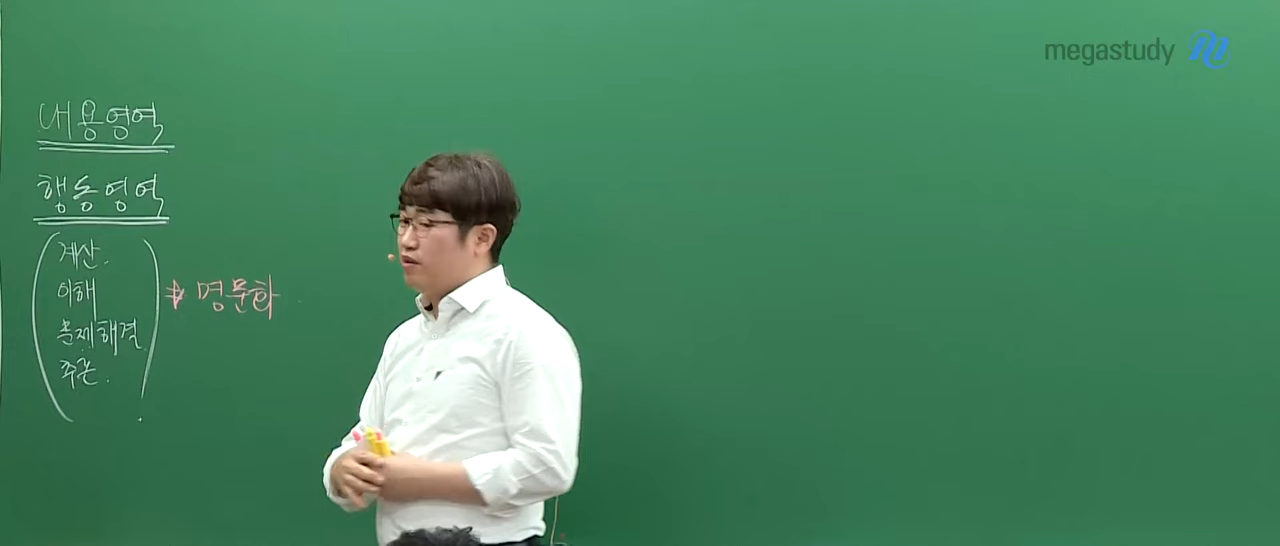 megastudy
내용영역
행동영역
계산.
이해
문제해결
추론.
⇒ 명문화